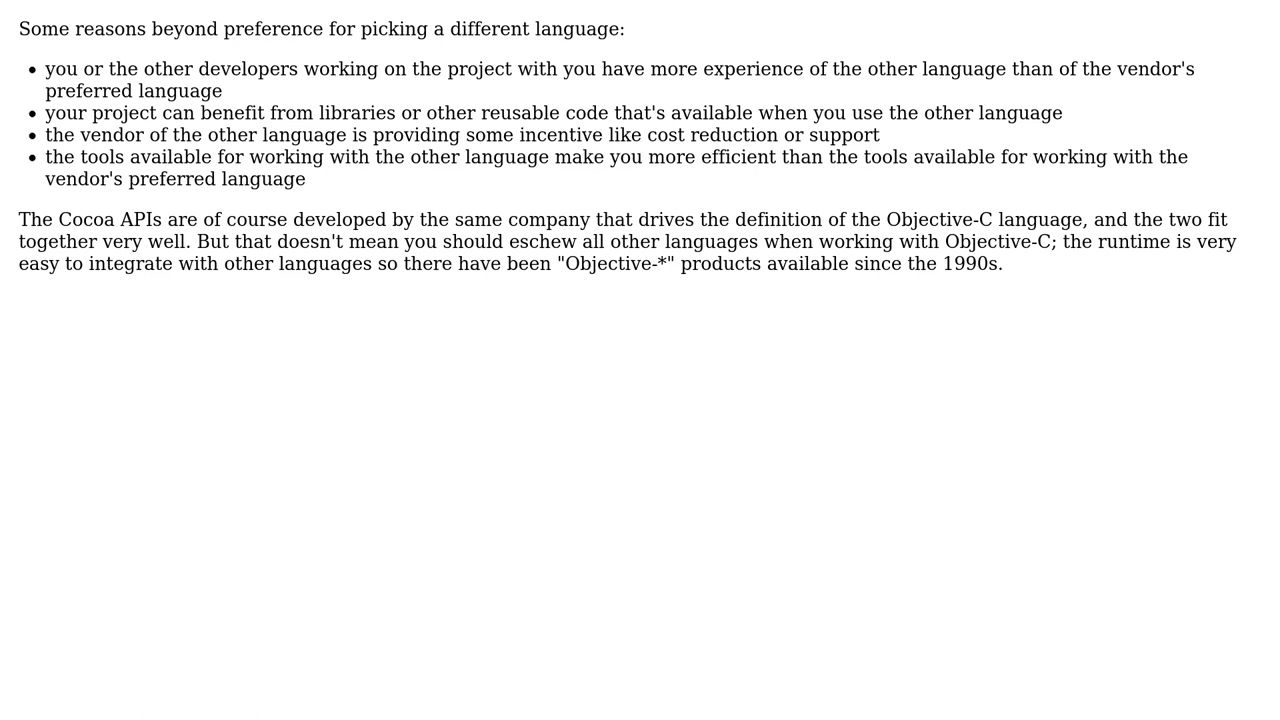 Some reasons beyond preference for picking a different language:
• you or the other developers working on the project with you have more experience of the other language than of the vendor's
preferred language
• your project can benefit from libraries or other reusable code that's available when you use the other language
• the vendor of the other language is providing some incentive like cost reduction or support
• the tools available for working with the other language make you more efficient than the tools available for working with the
vendor's preferred language
The Cocoa APIs are of course developed by the same company that drives the definition of the Objective-C language, and the two fit
together very well. But that doesn't mean you should eschew all other languages when working with Objective-C; the runtime is very
easy to integrate with other languages so there have been "Objective-*" products available since the 1990s.